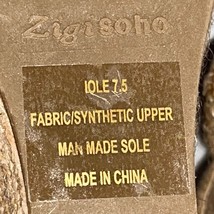 Zigisoho
IOLE 7.5
FABRIC/SYNTHETIC UPPER
MAN MADE SOLE
MADE IN CHINA